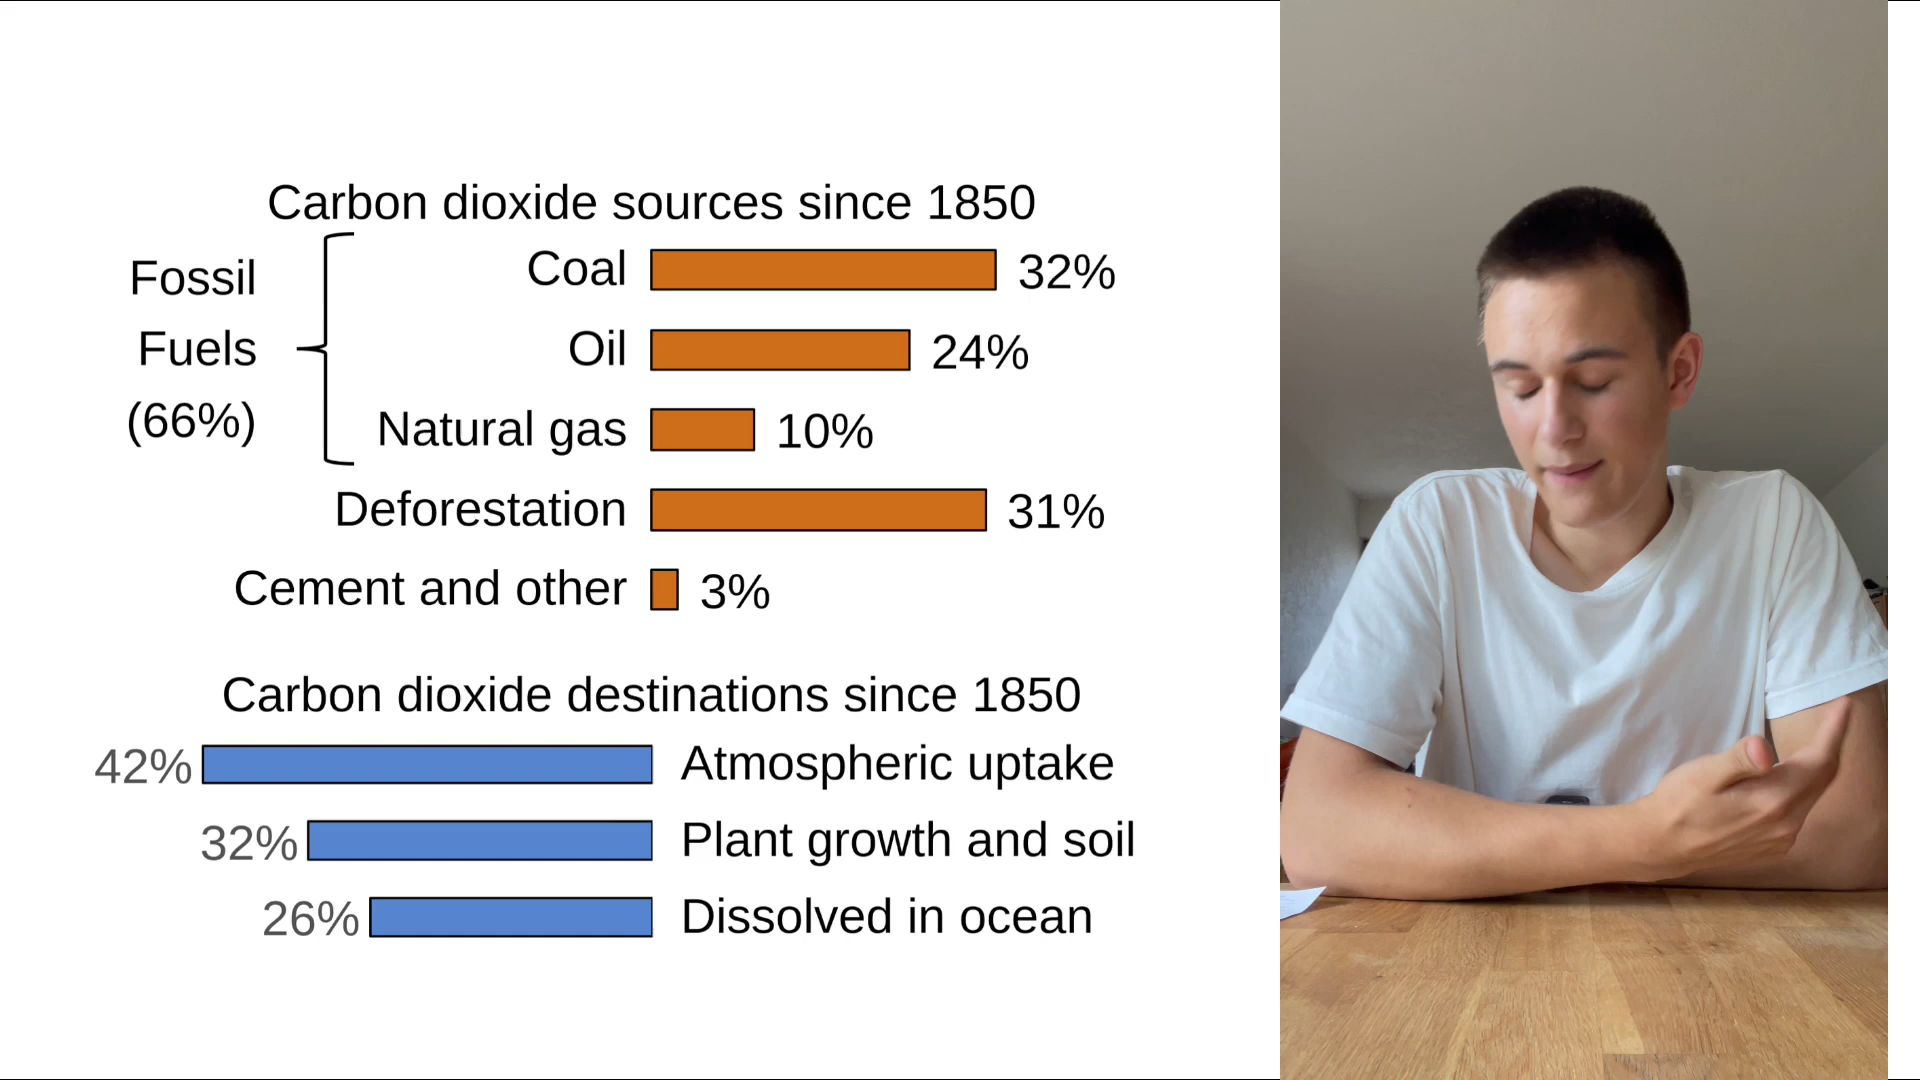 Carbon dioxide sources since 1850
Fossil
Fuels
(66%)
Coal 32%
Oil 24%
Natural gas 10%
Deforestation 31%
Cement and other 3%
Carbon dioxide destinations since 1850
42% Atmospheric uptake
32% Plant growth and soil
26% Dissolved in ocean